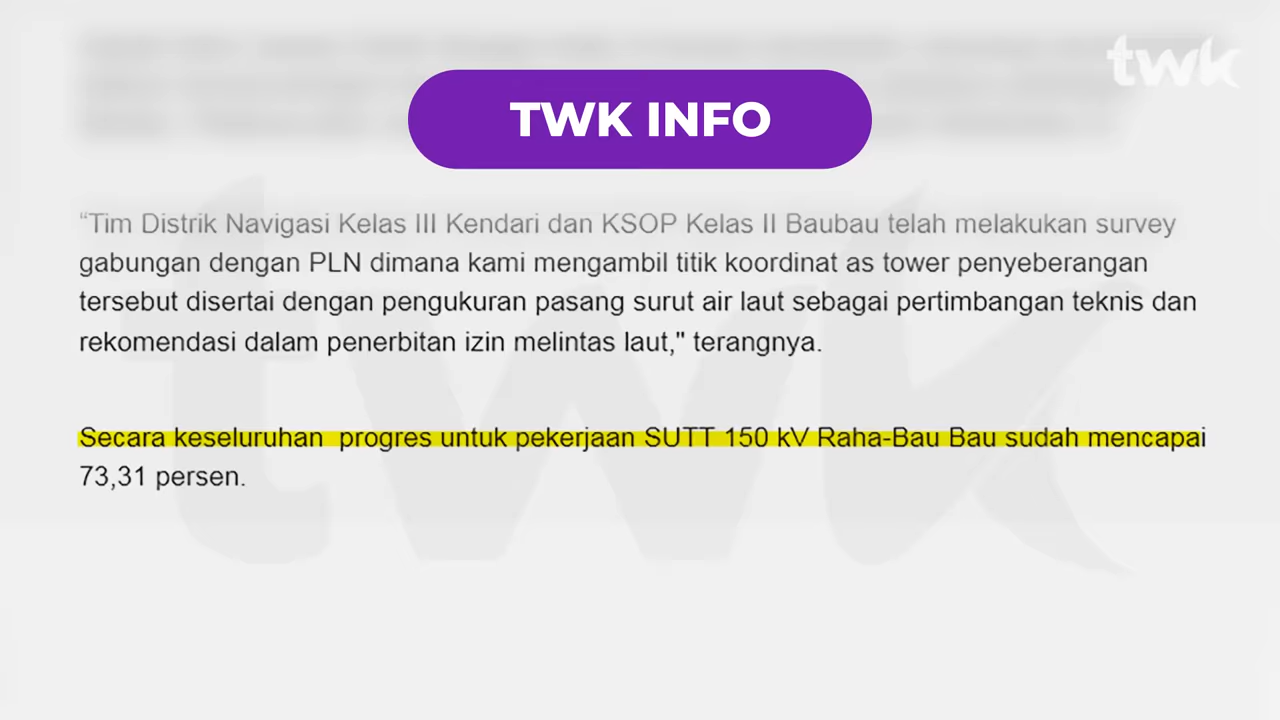 twk
TWK INFO
“Tim Distrik Navigasi Kelas III Kendari dan KSOP Kelas II Baubau telah melakukan survey
gabungan dengan PLN dimana kami mengambil titik koordinat as tower penyeberangan
tersebut disertai dengan pengukuran pasang surut air laut sebagai pertimbangan teknis dan
rekomendasi dalam penerbitan izin melintas laut," terangnya.
Secara keseluruhan  progres untuk pekerjaan SUTT 150 kV Raha-Bau Bau sudah mencapai
73,31 persen.
twk